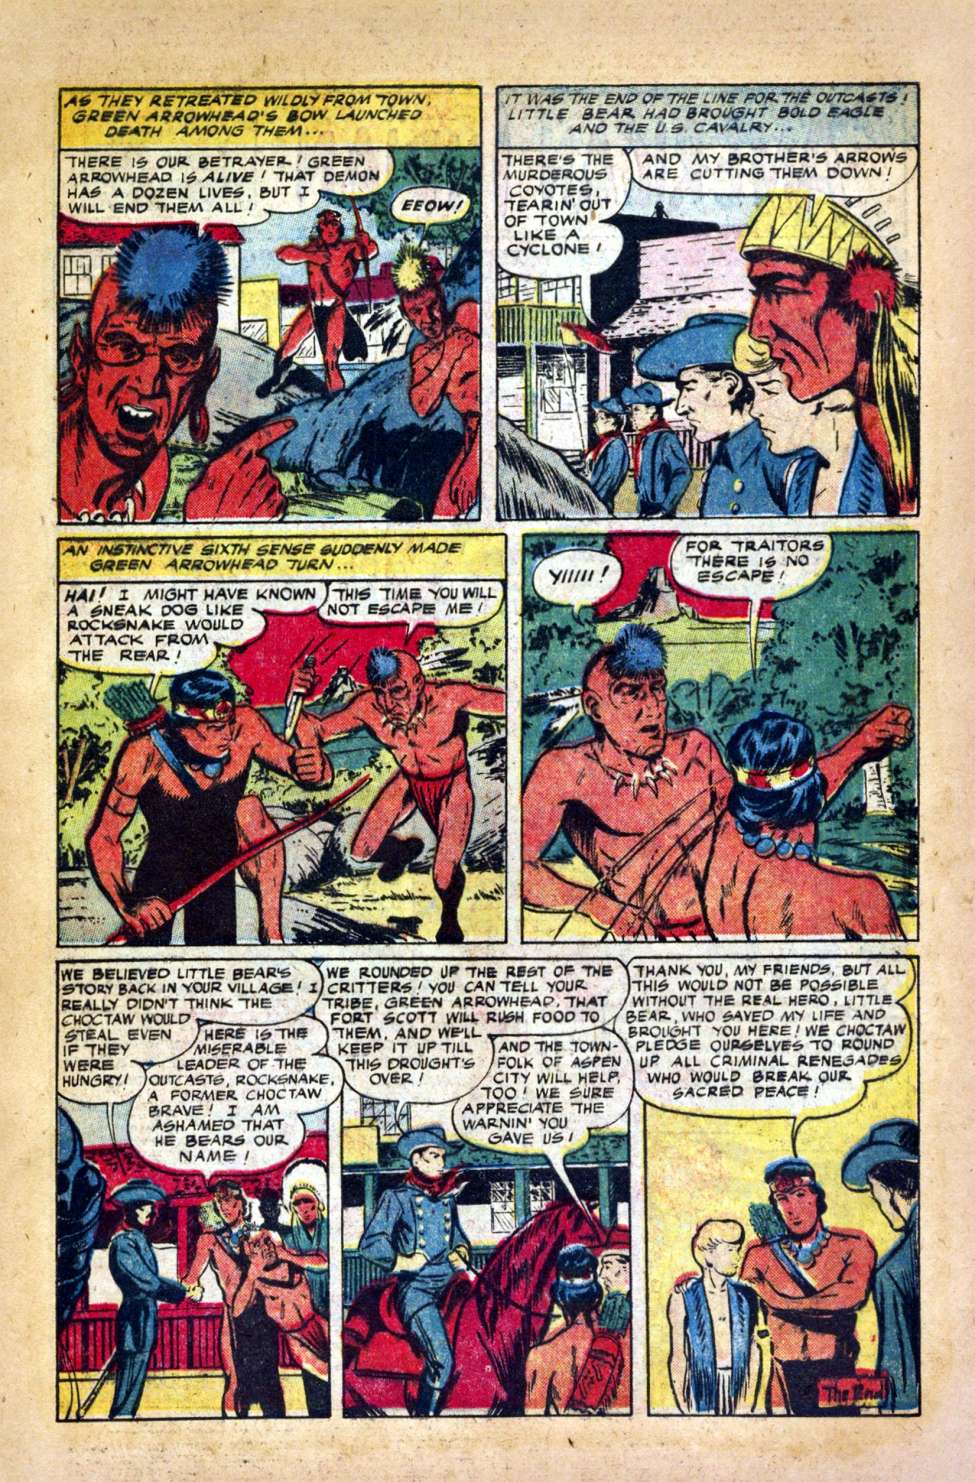 AS THEY RETREATED WILDLY FROM TOWN,
GREEN ARROWHEAD'S BOW LAUNCHED
DEATH AMONG THEM...
THERE IS OUR BETRAYER! GREEN
ARROWHEAD IS ALIVE! THAT DEMON
HAS A DOZEN LIVES, BUT I
WILL END THEM ALL!
EEOW!
IT WAS THE END OF THE LINE FOR THE OUTCASTS!
LITTLE BEAR HAD BROUGHT BOLD EAGLE
AND THE U.S. CAVALRY...
THERE'S THE
MURDEROUS
COYOTES,
TEARIN' OUT
OF TOWN
LIKE A
CYCLONE!
AND MY BROTHER'S ARROWS
ARE CUTTING THEM DOWN!
AN INSTINCTIVE SIXTH SENSE SUDDENLY MADE
GREEN ARROWHEAD TURN...
HAI! I MIGHT HAVE KNOWN
A SNEAK DOG LIKE
ROCKSNAKE WOULD
ATTACK FROM
THE REAR!
THIS TIME YOU WILL
NOT ESCAPE ME!
YIIIII!
FOR TRAITORS
THERE IS NO
ESCAPE!
WE BELIEVED LITTLE BEAR'S
STORY BACK IN YOUR VILLAGE! I
REALLY DIDN'T THINK THE
CHOCTAW WOULD
STEAL EVEN
IF THEY
WERE
HUNGRY!
HERE IS THE
MISERABLE
LEADER OF THE
OUTCASTS, ROCKSNAKE,
A FORMER CHOCTAW
BRAVE! I AM
ASHAMED THAT
HE BEARS OUR
NAME!
WE ROUNDED UP THE REST OF THE
CRITTERS! YOU CAN TELL YOUR
TRIBE, GREEN ARROWHEAD, THAT
FORT SCOTT WILL RUSH FOOD TO
THEM, AND WE'LL
KEEP IT UP TILL
THIS DROUGHT'S
OVER!
AND THE TOWN-
FOLK OF ASPEN
CITY WILL HELP,
TOO! WE SURE
APPRECIATE THE
WARNIN' YOU
GAVE US!
THANK YOU, MY FRIENDS, BUT ALL
THIS WOULD NOT BE POSSIBLE
WITHOUT THE REAL HERO, LITTLE
BEAR, WHO SAVED MY LIFE AND
BROUGHT YOU HERE! WE CHOCTAW
PLEDGE OURSELVES TO ROUND
UP ALL CRIMINAL RENEGADES
WHO WOULD BREAK OUR
SACRED PEACE!
The End